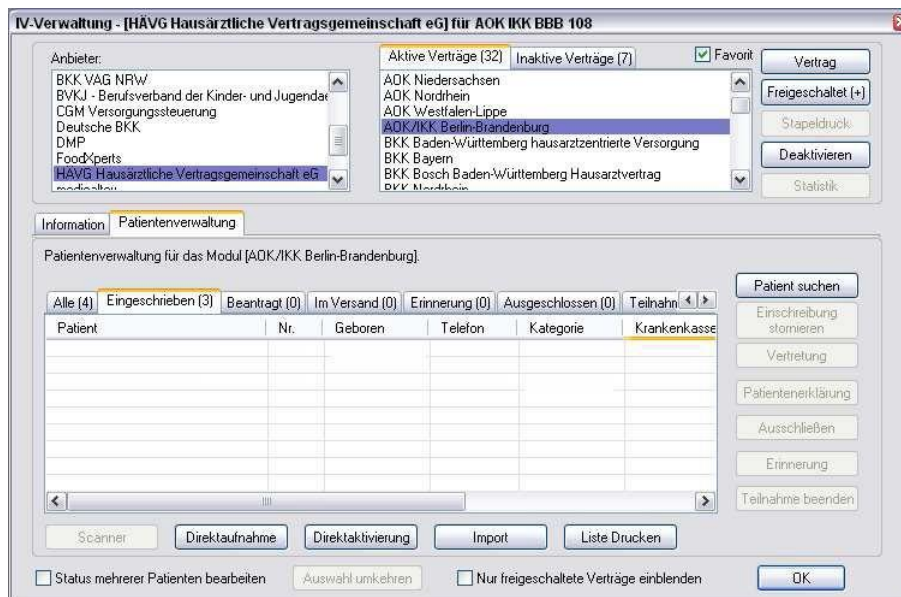 IV-Verwaltung - [HÄVG Hausärztliche Vertragsgemeinschaft eG] für AOK IKK BBB 108
Anbieter:
BKK VAG NRW
BVKJ - Berufsverband der Kinder- und Jugendae
CGM Versorgungssteuerung
Deutsche BKK
DMP
FoodXperts
HÄVG Hausärztliche Vertragsgemeinschaft eG
Aktive Verträge (32)
Inaktive Verträge (7)
Favorit
AOK Niedersachsen
AOK Nordrhein
AOK Westfalen-Lippe
AOK/IKK Berlin-Brandenburg
BKK Baden-Württemberg hausarztzentrierte Versorgung
BKK Bayern
BKK Bosch Baden-Württemberg Hausarztvertrag
BKK Nordrhein
Vertrag
Freigeschaltet (+)
Stapeldruck
Deaktivieren
Statistik
Information
Patientenverwaltung
Patientenverwaltung für das Modul [AOK/IKK Berlin-Brandenburg].
Alle (4)
Eingeschrieben (3)
Beantragt (0)
Im Versand (0)
Erinnerung (0)
Ausgeschlossen (0)
Teilnahm
Patient
Nr.
Geboren
Telefon
Kategorie
Krankenkasse
Patient suchen
Einschreibung
stornieren
Vertretung
Patientenerklärung
Ausschließen
Erinnerung
Teilnahme beenden
Scanner
Direktaufnahme
Direktaktivierung
Import
Liste Drucken
Status mehrerer Patienten bearbeiten
Auswahl umkehren
Nur freigeschaltete Verträge einblenden
OK